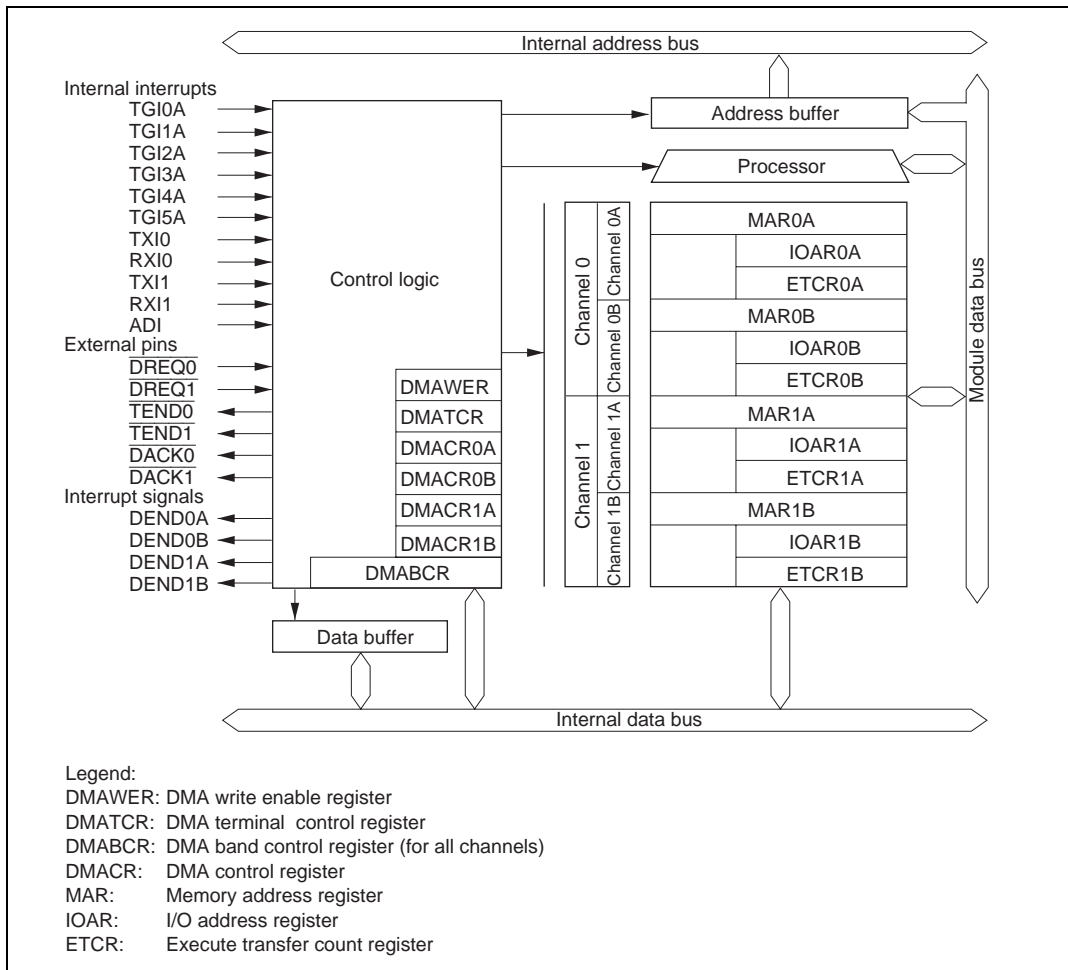 Internal address bus
Internal interrupts
TGI0A
TGI1A
TGI2A
TGI3A
TGI4A
TGI5A
TXI0
RXI0
TXI1
RXI1
ADI
External pins
DREQ0
DREQ1
TEND0
TEND1
DACK0
DACK1
Interrupt signals
DEND0A
DEND0B
DEND1A
DEND1B
Control logic
DMAWER
DMATCR
DMACR0A
DMACR0B
DMACR1A
DMACR1B
DMABCR
Data buffer
Address buffer
Processor
Channel 0
Channel 0A
Channel 0B
Channel 1
Channel 1A
Channel 1B
MAR0A
IOAR0A
ETCR0A
MAR0B
IOAR0B
ETCR0B
MAR1A
IOAR1A
ETCR1A
MAR1B
IOAR1B
ETCR1B
Module data bus
Internal data bus
Legend:
DMAWER: DMA write enable register
DMATCR: DMA terminal control register
DMABCR: DMA band control register (for all channels)
DMACR: DMA control register
MAR: Memory address register
IOAR: I/O address register
ETCR: Execute transfer count register